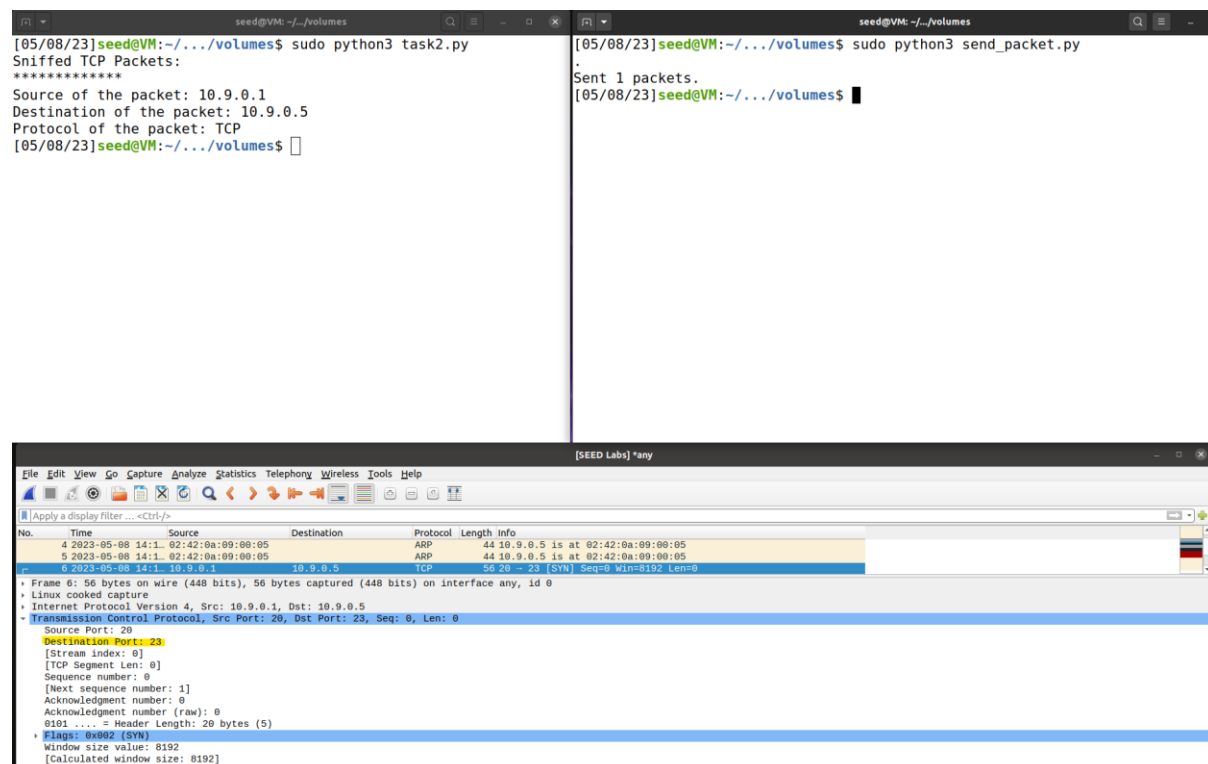 seed@VM: ~/.../volumes
[05/08/23]seed@VM:~/.../volumes$ sudo python3 task2.py
Sniffed TCP Packets:
*************
Source of the packet: 10.9.0.1
Destination of the packet: 10.9.0.5
Protocol of the packet: TCP
[05/08/23]seed@VM:~/.../volumes$
seed@VM: ~/.../volumes
[05/08/23]seed@VM:~/.../volumes$ sudo python3 send_packet.py
.
Sent 1 packets.
[05/08/23]seed@VM:~/.../volumes$
[SEED Labs] *any
File Edit View Go Capture Analyze Statistics Telephony Wireless Tools Help
Apply a display filter ... <Ctrl-/>
No. Time Source Destination Protocol Length Info
4 2023-05-08 14:1… 02:42:0a:09:00:05 ARP 44 10.9.0.5 is at 02:42:0a:09:00:05
5 2023-05-08 14:1… 02:42:0a:09:00:05 ARP 44 10.9.0.5 is at 02:42:0a:09:00:05
6 2023-05-08 14:1… 10.9.0.1 10.9.0.5 TCP 56 20 → 23 [SYN] Seq=0 Win=8192 Len=0
Frame 6: 56 bytes on wire (448 bits), 56 bytes captured (448 bits) on interface any, id 0
Linux cooked capture
Internet Protocol Version 4, Src: 10.9.0.1, Dst: 10.9.0.5
Transmission Control Protocol, Src Port: 20, Dst Port: 23, Seq: 0, Len: 0
Source Port: 20
Destination Port: 23
[Stream index: 0]
[TCP Segment Len: 0]
Sequence number: 0
[Next sequence number: 1]
Acknowledgment number: 0
Acknowledgment number (raw): 0
0101 .... = Header Length: 20 bytes (5)
Flags: 0x002 (SYN)
Window size value: 8192
[Calculated window size: 8192]